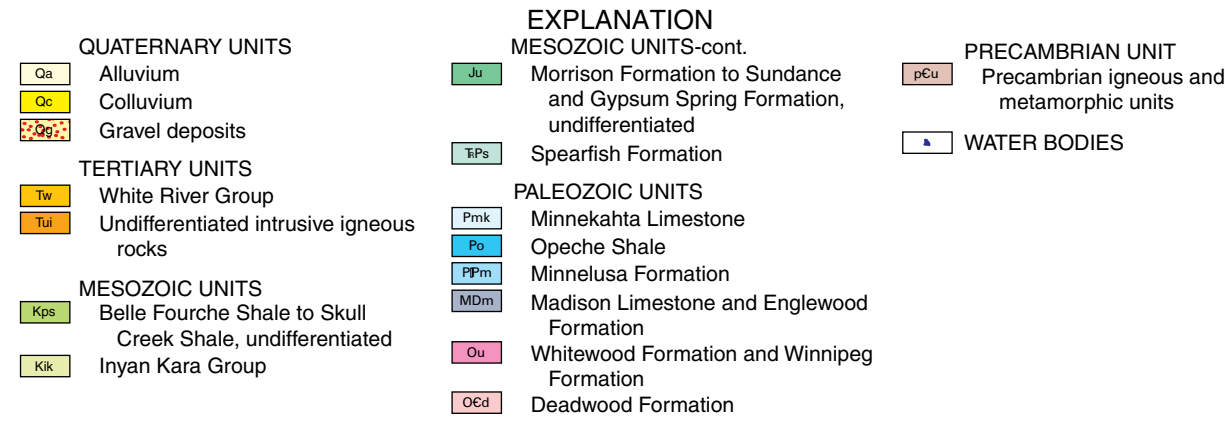 EXPLANATION
QUATERNARY UNITS
Qa Alluvium
Qc Colluvium
Qg Gravel deposits
TERTIARY UNITS
Tw White River Group
Tui Undifferentiated intrusive igneous
rocks
MESOZOIC UNITS
Kps Belle Fourche Shale to Skull
Creek Shale, undifferentiated
Kik Inyan Kara Group
MESOZOIC UNITS-cont.
Ju Morrison Formation to Sundance
and Gypsum Spring Formation,
undifferentiated
TRPs Spearfish Formation
PALEOZOIC UNITS
Pmk Minnekahta Limestone
Po Opeche Shale
PIPm Minnelusa Formation
MDm Madison Limestone and Englewood
Formation
Ou Whitewood Formation and Winnipeg
Formation
O€d Deadwood Formation
PRECAMBRIAN UNIT
p€u Precambrian igneous and
metamorphic units
WATER BODIES